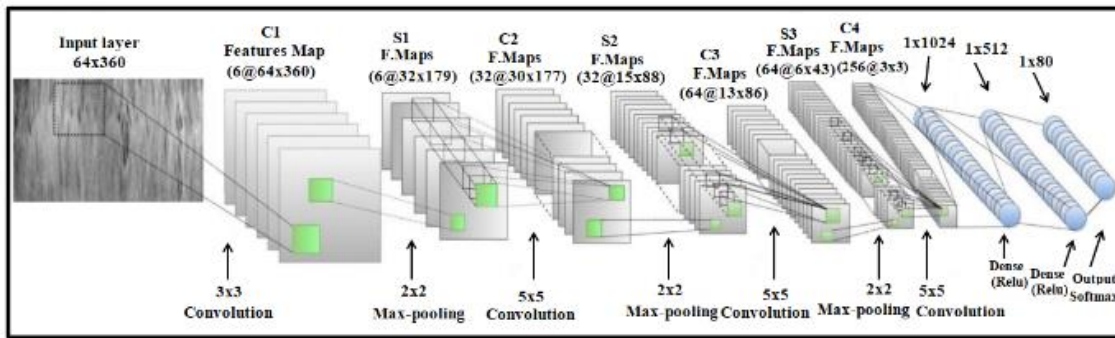 Input layer
64x360
C1
Features Map
(6@64x360)
S1
F.Maps
(6@32x179)
C2
F.Maps
(32@30x177)
S2
F.Maps
(32@15x88)
C3
F.Maps
(64@13x86)
S3
F.Maps
(64@6x43)
C4
F.Maps
(256@3x3)
1x1024
1x512
1x80
3x3
Convolution
2x2
Max-pooling
5x5
Convolution
2x2
Max-pooling
5x5
Convolution
2x2
Max-pooling
5x5
Convolution
Dense
(Relu)
Dense
(Relu)
Output
Softmax